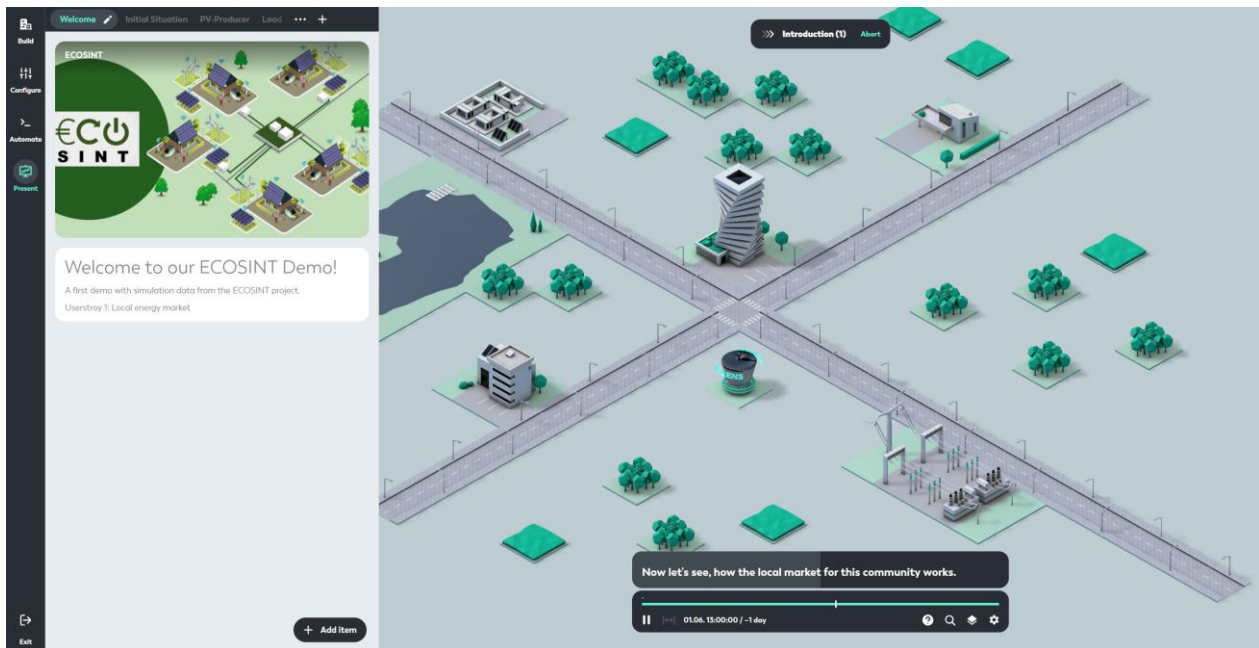 Build
Configure
Automate
Present
Exit
Welcome
Initial Situation
PV-Producer
Load
ECOSINT
€CO
SINT
Welcome to our ECOSINT Demo!
A first demo with simulation data from the ECOSINT project.
Userstroy 1: Local energy market
+ Add item
Introduction (1)
Abort
ENS
Now let's see, how the local market for this community works.
01.06. 13:00:00 / ~1 day